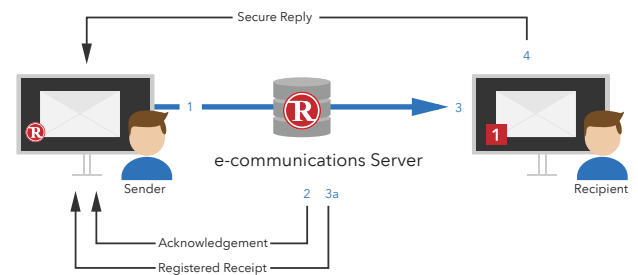 Secure Reply
4
1
R
3
R
1
e-communications Server
Sender
2 3a
Recipient
Acknowledgement
Registered Receipt